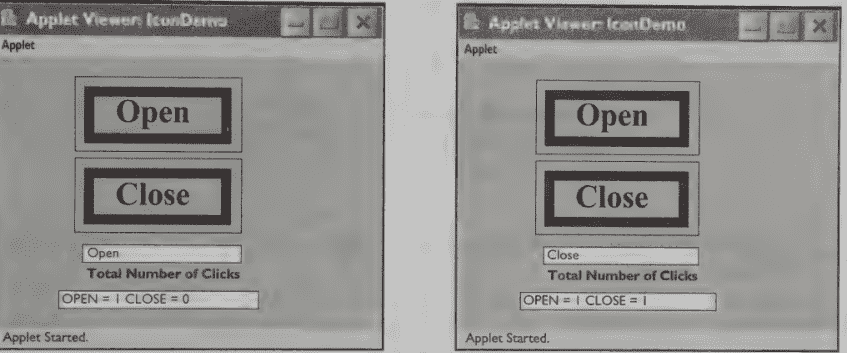 Applet Viewer: IconDemo
Applet
Open
Close
Open
Total Number of Clicks
OPEN = 1 CLOSE = 0
Applet Started.
Applet Viewer: IconDemo
Applet
Open
Close
Close
Total Number of Clicks
OPEN = 1 CLOSE = 1
Applet Started.